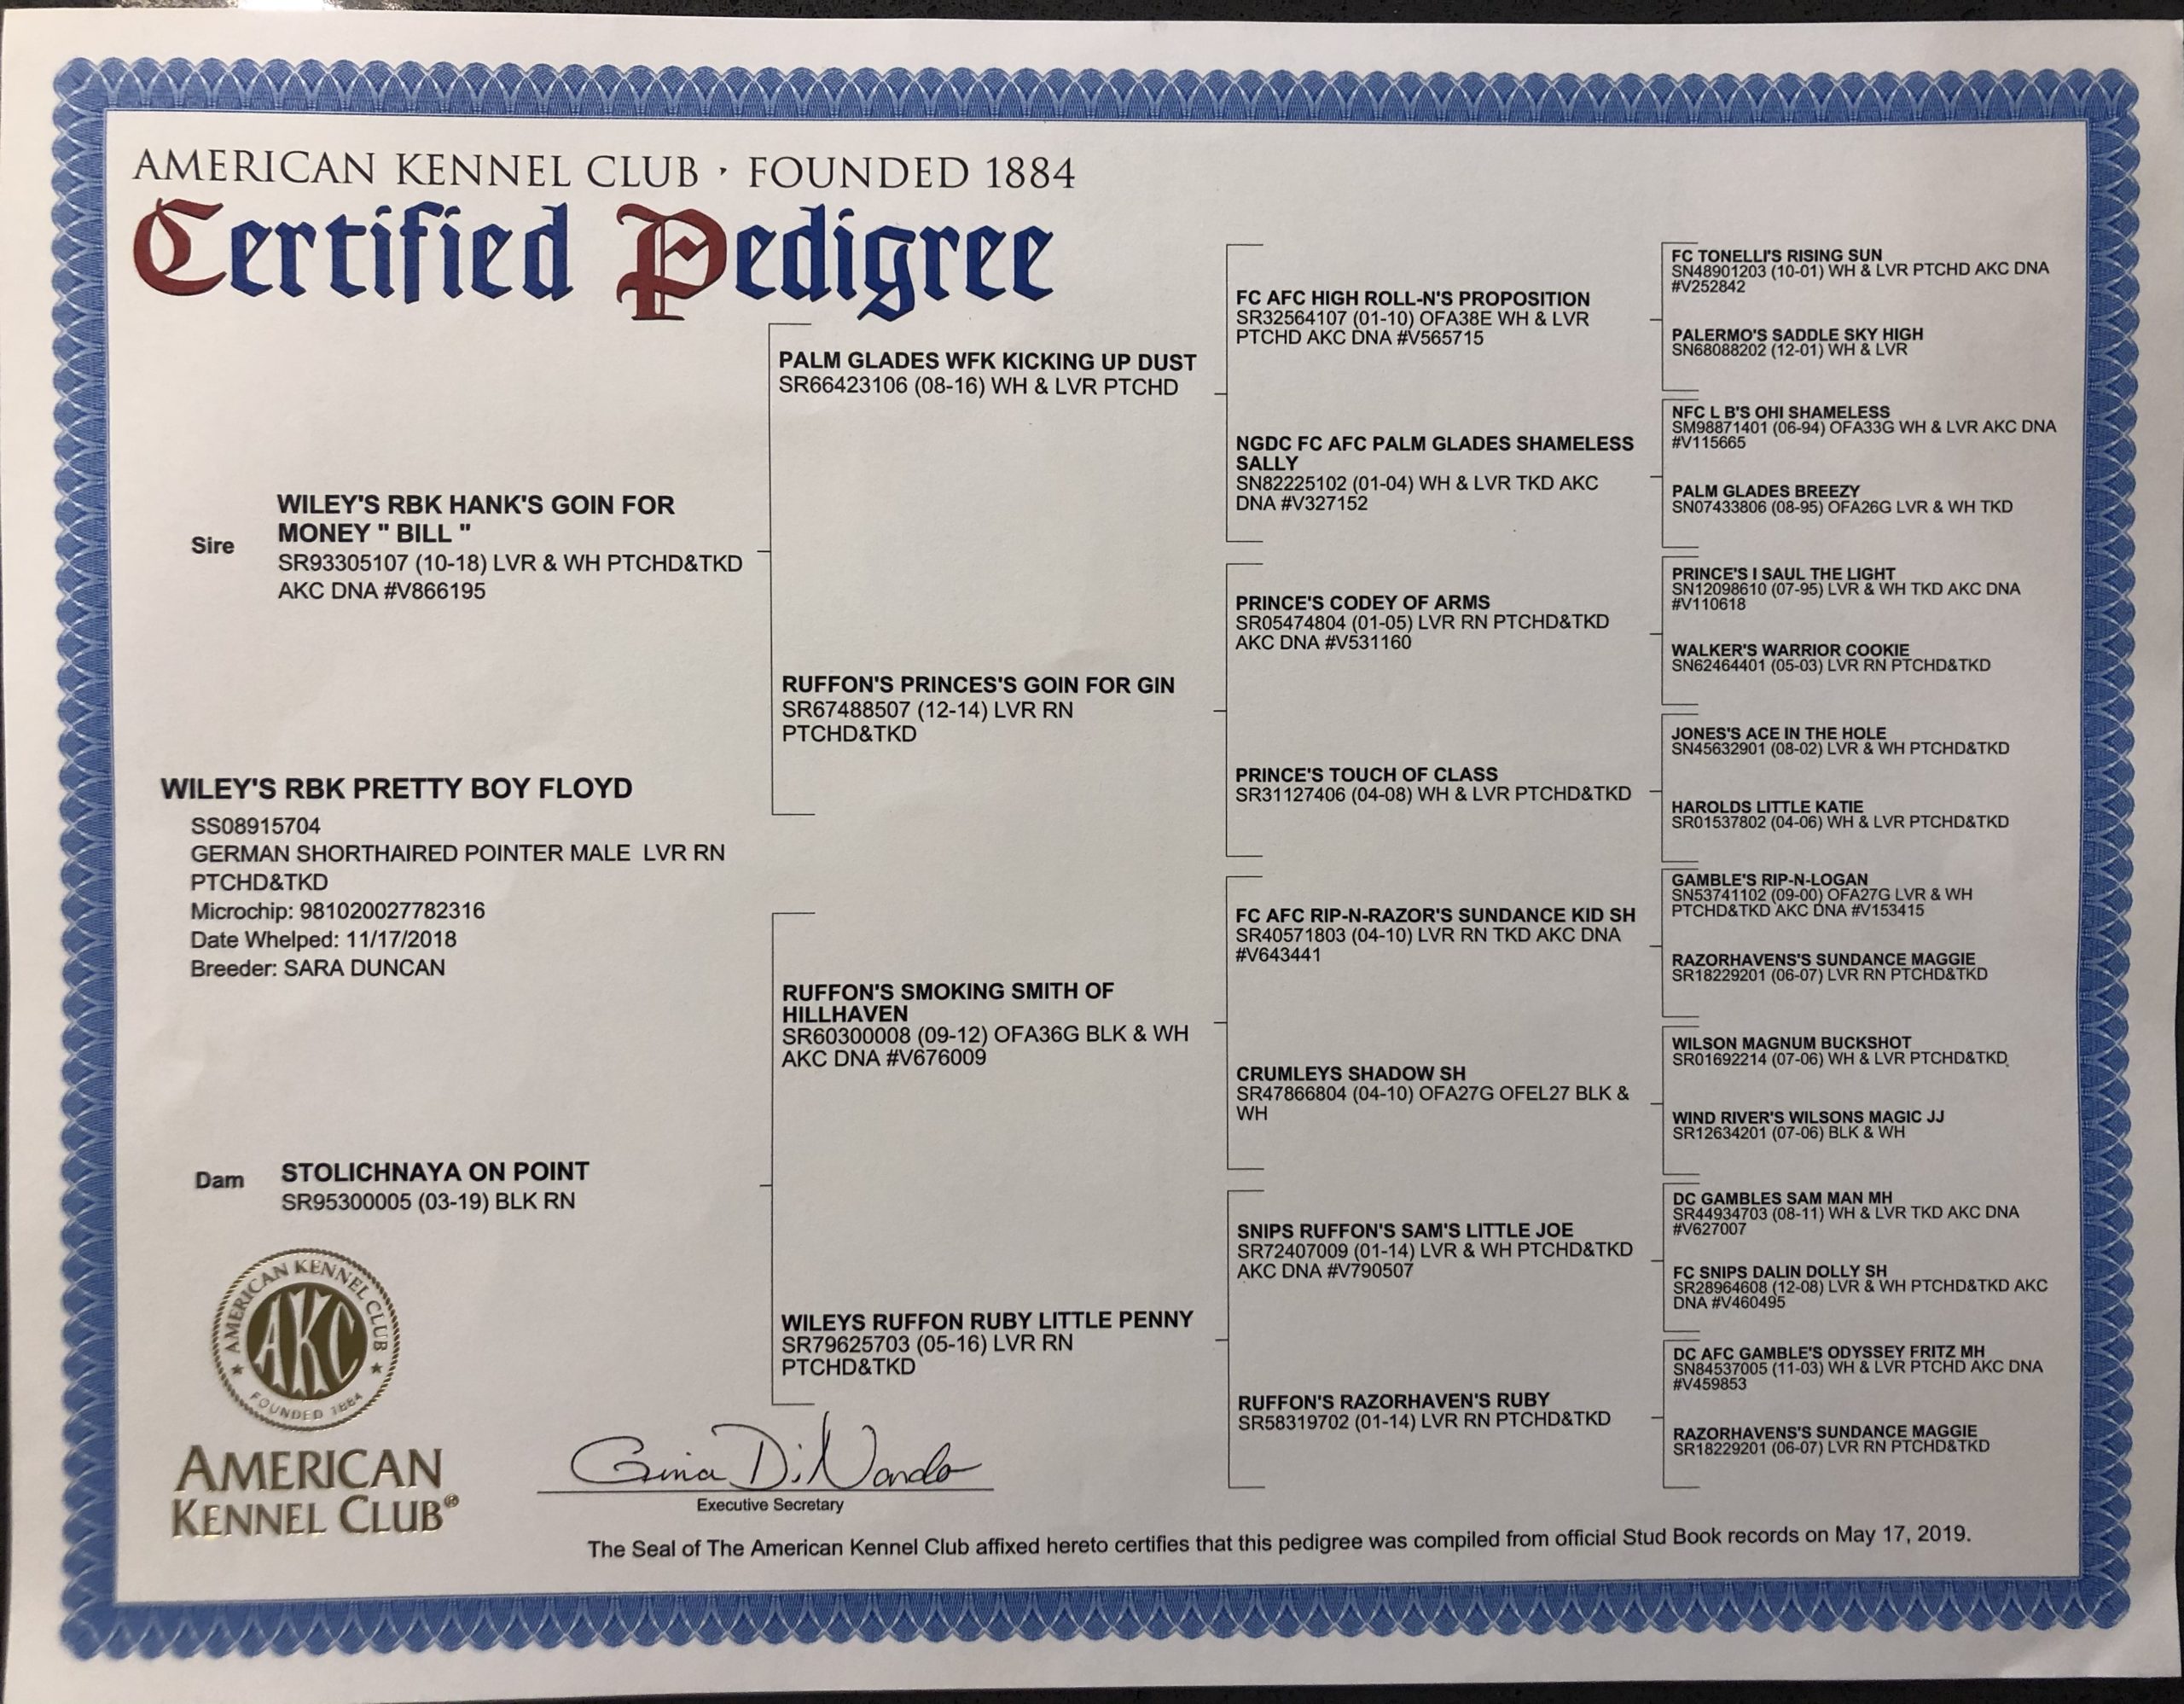 AMERICAN KENNEL CLUB · FOUNDED 1884
Certified Pedigree
Sire
WILEY'S RBK HANK'S GOIN FOR
MONEY " BILL "
SR93305107 (10-18) LVR & WH PTCHD&TKD
AKC DNA #V866195
WILEY'S RBK PRETTY BOY FLOYD
SS08915704
GERMAN SHORTHAIRED POINTER MALE LVR RN
PTCHD&TKD
Microchip: 981020027782316
Date Whelped: 11/17/2018
Breeder: SARA DUNCAN
Dam
STOLICHNAYA ON POINT
SR95300005 (03-19) BLK RN
PALM GLADES WFK KICKING UP DUST
SR66423106 (08-16) WH & LVR PTCHD
RUFFON'S PRINCES'S GOIN FOR GIN
SR67488507 (12-14) LVR RN
PTCHD&TKD
RUFFON'S SMOKING SMITH OF
HILLHAVEN
SR60300008 (09-12) OFA36G BLK & WH
AKC DNA #V676009
WILEYS RUFFON RUBY LITTLE PENNY
SR79625703 (05-16) LVR RN
PTCHD&TKD
FC AFC HIGH ROLL-N'S PROPOSITION
SR32564107 (01-10) OFA38E WH & LVR
PTCHD AKC DNA #V565715
NGDC FC AFC PALM GLADES SHAMELESS
SALLY
SN82225102 (01-04) WH & LVR TKD AKC
DNA #V327152
PRINCE'S CODEY OF ARMS
SR05474804 (01-05) LVR RN PTCHD&TKD
AKC DNA #V531160
PRINCE'S TOUCH OF CLASS
SR31127406 (04-08) WH & LVR PTCHD&TKD
FC AFC RIP-N-RAZOR'S SUNDANCE KID SH
SR40571803 (04-10) LVR RN TKD AKC DNA
#V643441
CRUMLEYS SHADOW SH
SR47866804 (04-10) OFA27G OFEL27 BLK &
WH
SNIPS RUFFON'S SAM'S LITTLE JOE
SR72407009 (01-14) LVR & WH PTCHD&TKD
AKC DNA #V790507
RUFFON'S RAZORHAVEN'S RUBY
SR58319702 (01-14) LVR RN PTCHD&TKD
FC TONELLI'S RISING SUN
SN48901203 (10-01) WH & LVR PTCHD AKC DNA
#V252842
PALERMO'S SADDLE SKY HIGH
SN68088202 (12-01) WH & LVR
NFC L B'S OHI SHAMELESS
SM98871401 (06-94) OFA33G WH & LVR AKC DNA
#V115665
PALM GLADES BREEZY
SN07433806 (08-95) OFA26G LVR & WH TKD
PRINCE'S I SAUL THE LIGHT
SN12098610 (07-95) LVR & WH TKD AKC DNA
#V110618
WALKER'S WARRIOR COOKIE
SN62464401 (05-03) LVR RN PTCHD&TKD
JONES'S ACE IN THE HOLE
SN45632901 (08-02) LVR & WH PTCHD&TKD
HAROLDS LITTLE KATIE
SR01537802 (04-06) WH & LVR PTCHD&TKD
GAMBLE'S RIP-N-LOGAN
SN53741102 (09-00) OFA27G LVR & WH
PTCHD&TKD AKC DNA #V153415
RAZORHAVENS'S SUNDANCE MAGGIE
SR18229201 (06-07) LVR RN PTCHD&TKD
WILSON MAGNUM BUCKSHOT
SR01692214 (07-06) WH & LVR PTCHD&TKD
WIND RIVER'S WILSONS MAGIC JJ
SR12634201 (07-06) BLK & WH
DC GAMBLES SAM MAN MH
SR44934703 (08-11) WH & LVR TKD AKC DNA
#V627007
FC SNIPS DALIN DOLLY SH
SR28964608 (12-08) LVR & WH PTCHD&TKD AKC
DNA #V460495
DC AFC GAMBLE'S ODYSSEY FRITZ MH
SN84537005 (11-03) WH & LVR PTCHD AKC DNA
#V459853
RAZORHAVENS'S SUNDANCE MAGGIE
SR18229201 (06-07) LVR RN PTCHD&TKD
AMERICAN KENNEL CLUB
AKC
FOUNDED 1884
AMERICAN
KENNEL CLUB®
Gina DiNardo
Executive Secretary
The Seal of The American Kennel Club affixed hereto certifies that this pedigree was compiled from official Stud Book records on May 17, 2019.